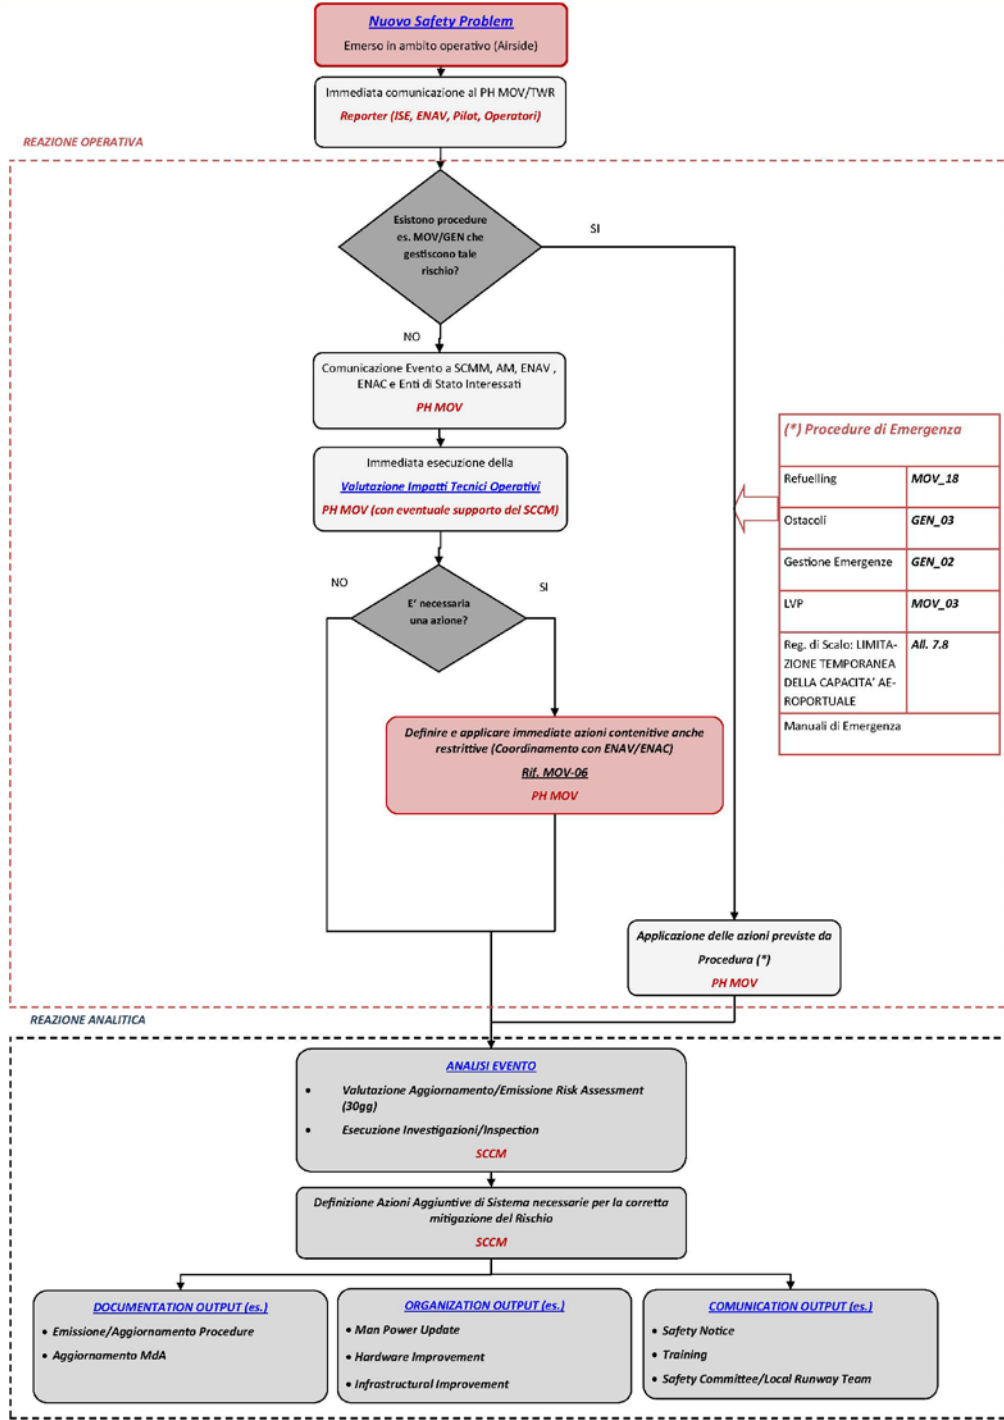 Nuovo Safety Problem
Emerso in ambito operativo (Airside)
Immediata comunicazione al PH MOV/TWR
Reporter (ISE, ENAV, Pilot, Operatori)
REAZIONE OPERATIVA
Esistono procedure
es. MOV/GEN che
gestiscono tale
rischio?
SI
NO
Comunicazione Evento a SCMM, AM, ENAV ,
ENAC e Enti di Stato Interessati
PH MOV
Immediata esecuzione della
Valutazione Impatti Tecnici Operativi
PH MOV (con eventuale supporto del SCCM)
NO
SI
E' necessaria
una azione?
(*) Procedure di Emergenza
Refuelling MOV_18
Ostacoli GEN_03
Gestione Emergenze GEN_02
LVP MOV_03
Reg. di Scalo: LIMITA- All. 7.8
ZIONE TEMPORANEA
DELLA CAPACITA' AE-
ROPORTUALE
Manuali di Emergenza
Definire e applicare immediate azioni contenitive anche
restrittive (Coordinamento con ENAV/ENAC)
Rif. MOV-06
PH MOV
Applicazione delle azioni previste da
Procedura (*)
PH MOV
REAZIONE ANALITICA
ANALISI EVENTO
• Valutazione Aggiornamento/Emissione Risk Assessment
(30gg)
• Esecuzione Investigazioni/Inspection
SCCM
Definizione Azioni Aggiuntive di Sistema necessarie per la corretta
mitigazione del Rischio
SCCM
DOCUMENTATION OUTPUT (es.)
• Emissione/Aggiornamento Procedure
• Aggiornamento MdA
ORGANIZATION OUTPUT (es.)
• Man Power Update
• Hardware Improvement
• Infrastructural Improvement
COMUNICATION OUTPUT (es.)
• Safety Notice
• Training
• Safety Committee/Local Runway Team